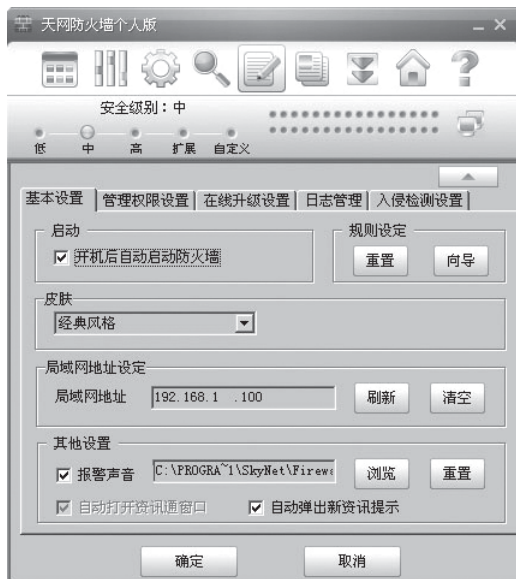 天网防火墙个人版
安全级别：中
低 中 高 扩展 自定义
基本设置 管理权限设置 在线升级设置 日志管理 入侵检测设置
启动
开机后自动启动防火墙
规则设定
重置 向导
皮肤
经典风格
局域网地址设定
局域网地址 192.168.1 .100 刷新 清空
其他设置
报警声音 C:\PROGRA~1\SkyNet\Firewa 浏览 重置
自动打开资讯通窗口 自动弹出新资讯提示
确定 取消